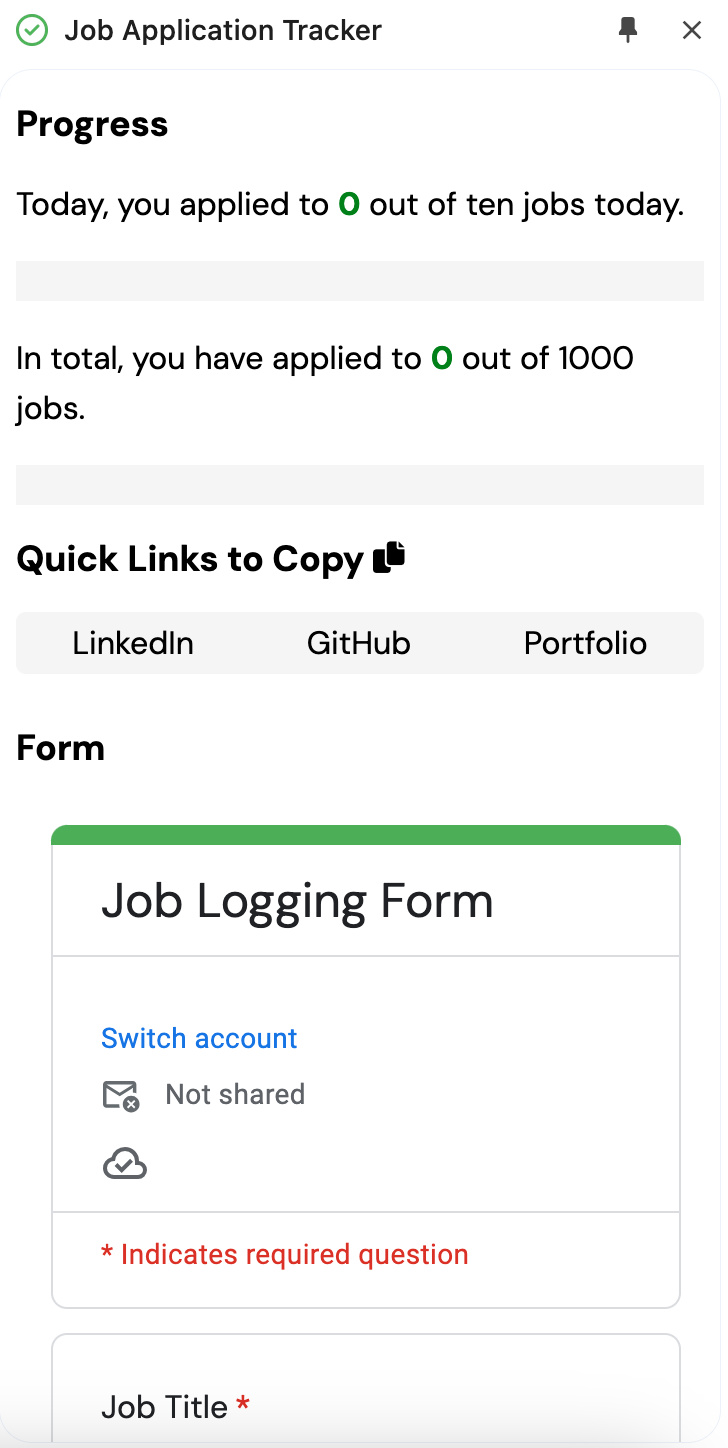 Job Application Tracker
Progress
Today, you applied to 0 out of ten jobs today.
In total, you have applied to 0 out of 1000
jobs.
Quick Links to Copy
LinkedIn GitHub Portfolio
Form
Job Logging Form
Switch account
Not shared
* Indicates required question
Job Title *